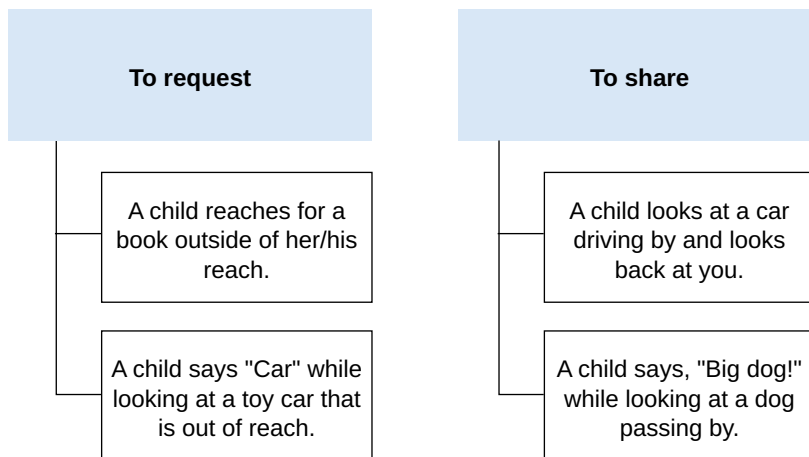 To request
A child reaches for a
book outside of her/his
reach.
A child says "Car" while
looking at a toy car that
is out of reach.
To share
A child looks at a car
driving by and looks
back at you.
A child says, "Big dog!"
while looking at a dog
passing by.